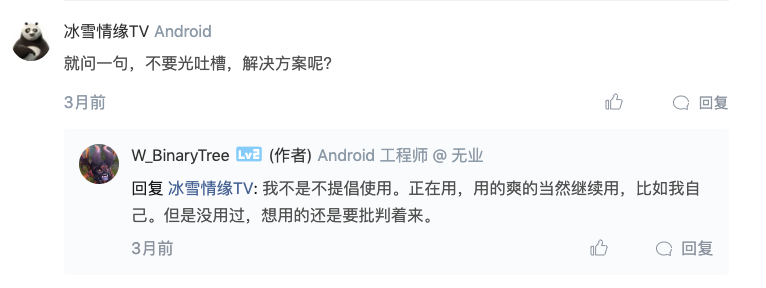 冰雪情缘TV Android
就问一句，不要光吐槽，解决方案呢?
3月前 回复
W_BinaryTree Lv2 (作者) Android 工程师 @ 无业
回复 冰雪情缘TV: 我不是不提倡使用。正在用，用的爽的当然继续用，比如我自
己。但是没用过，想用的还是要批判着来。
3月前 回复